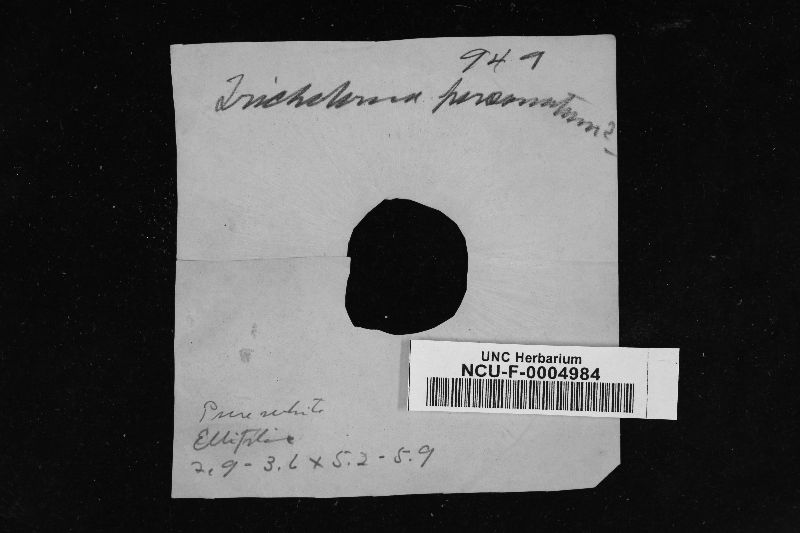 949
Tricholoma personatum?
UNC Herbarium
NCU-F-0004984
Pure white
Elliptic
2.9 - 3.6 x 5.2 - 5.9